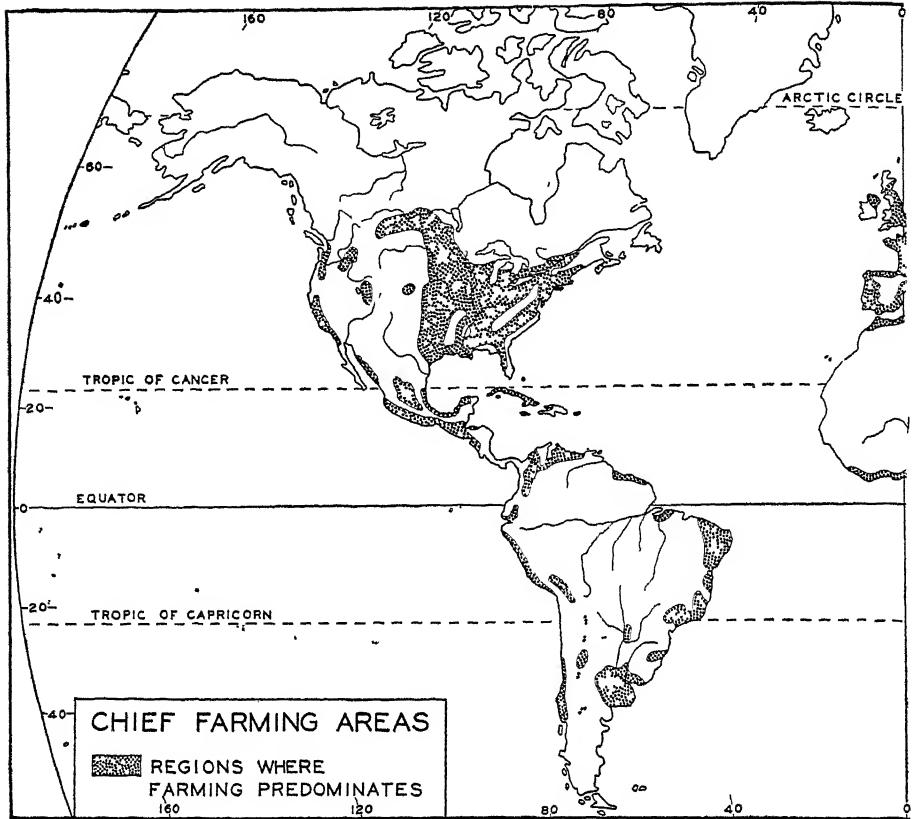 160 120 80 40 0
ARCTIC CIRCLE
60
40
TROPIC OF CANCER
20
0 EQUATOR
20
TROPIC OF CAPRICORN
40
CHIEF FARMING AREAS
REGIONS WHERE
FARMING PREDOMINATES
160 120 80 40 0